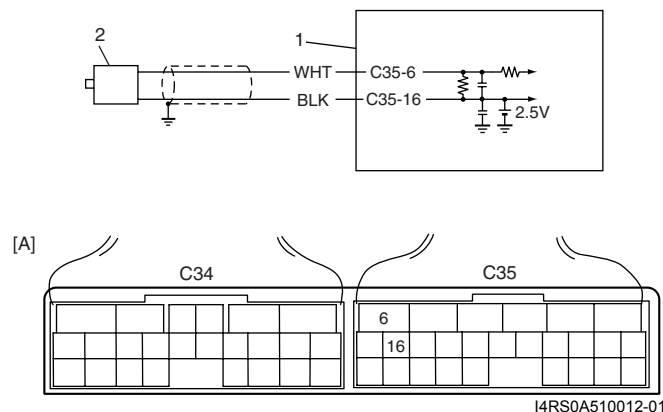 2
1
WHT
C35-6
BLK
C35-16
2.5V
[A]
C34
C35
6
16
I4RS0A510012-01